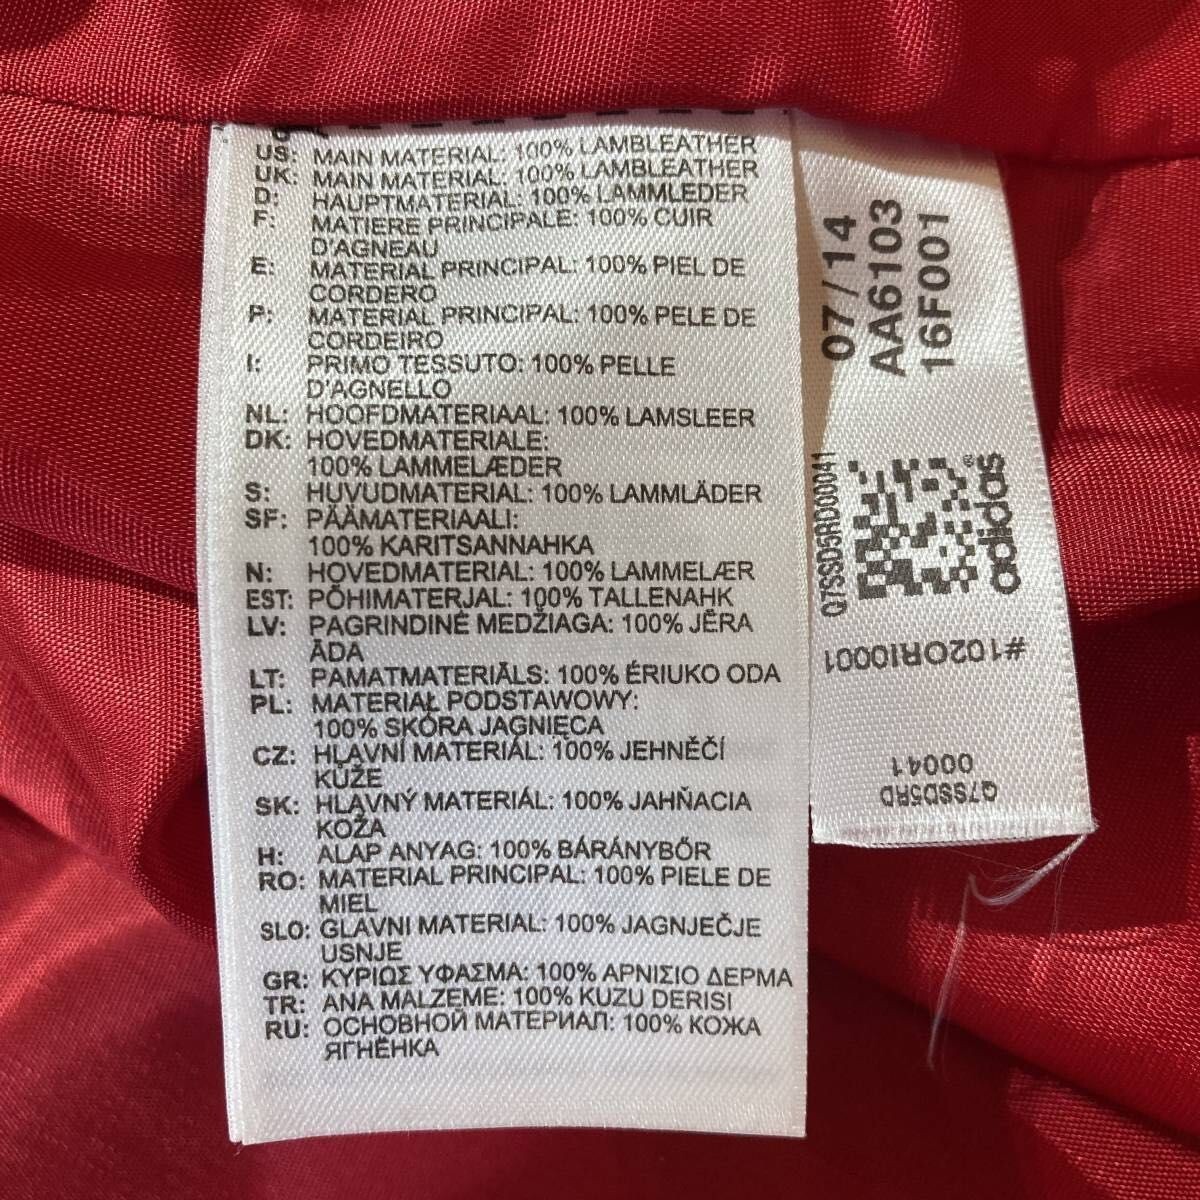 US: MAIN MATERIAL: 100% LAMBLEATHER
UK: MAIN MATERIAL: 100% LAMBLEATHER
D: HAUPTMATERIAL: 100% LAMMLEDER
F: MATIERE PRINCIPALE: 100% CUIR
D'AGNEAU
E: MATERIAL PRINCIPAL: 100% PIEL DE
CORDERO
P: MATERIAL PRINCIPAL: 100% PELE DE
CORDEIRO
I: PRIMO TESSUTO: 100% PELLE
D'AGNELLO
NL: HOOFDMATERIAAL: 100% LAMSLEER
DK: HOVEDMATERIALE:
100% LAMMELÆDER
S: HUVUDMATERIAL: 100% LAMMLÄDER
SF: PÄÄMATERIAALI:
100% KARITSANNAHKA
N: HOVEDMATERIAL: 100% LAMMELÆR
EST: PÕHIMATERJAL: 100% TALLENAHK
LV: PAGRINDINĖ MEDŽIAGA: 100% JĒRA
ĀDA
LT: PAMATMATERIĀLS: 100% ĖRIUKO ODA
PL: MATERIAŁ PODSTAWOWY:
100% SKÓRA JAGNIĘCA
CZ: HLAVNÍ MATERIÁL: 100% JEHNĚČÍ
KŮŽE
SK: HLAVNÝ MATERIÁL: 100% JAHŇACIA
KOŽA
H: ALAP ANYAG: 100% BÁRÁNYBŐR
RO: MATERIAL PRINCIPAL: 100% PIELE DE
MIEL
SLO: GLAVNI MATERIAL: 100% JAGNJEČJE
USNJE
GR: ΚΥΡΙΩΣ ΥΦΑΣΜΑ: 100% ΑΡΝΙΣΙΟ ΔΕΡΜΑ
TR: ANA MALZEME: 100% KUZU DERISI
RU: ОСНОВНОЙ МАТЕРИАЛ: 100% КОЖА
ЯГНЁНКА
07/14
AA6103
16F001
Q7SSD5RD00041
adidas®
#102ORI0001
Q7SSD5RD
00041